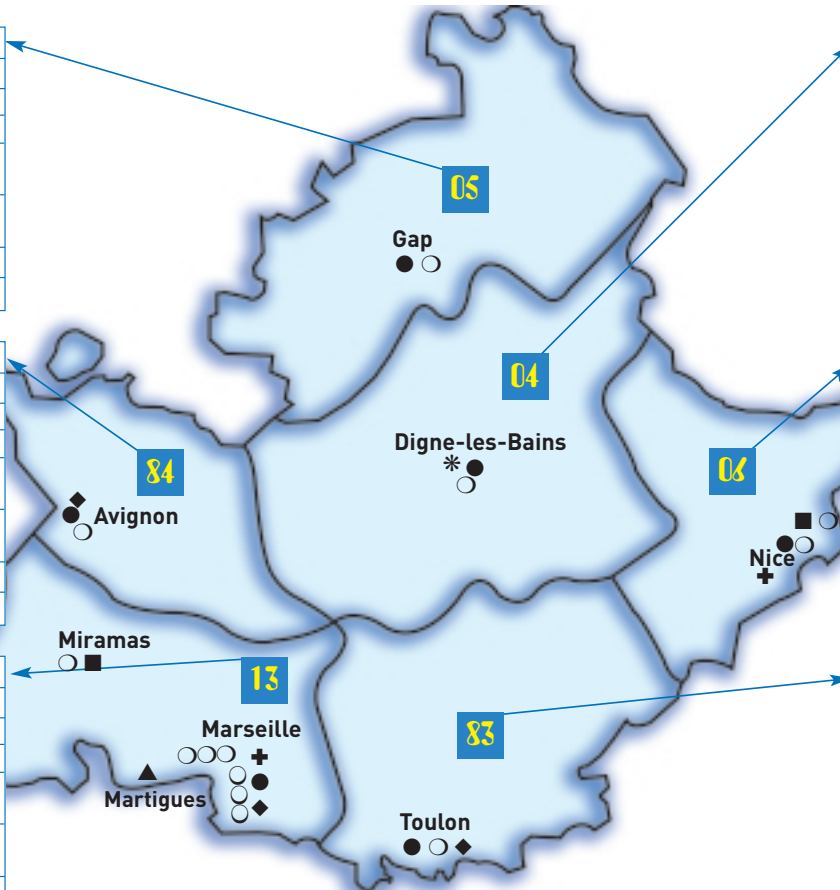 05
Gap
04
Digne-les-Bains
84
06
Avignon
Nice
Miramas
13
Marseille
83
Martigues
Toulon